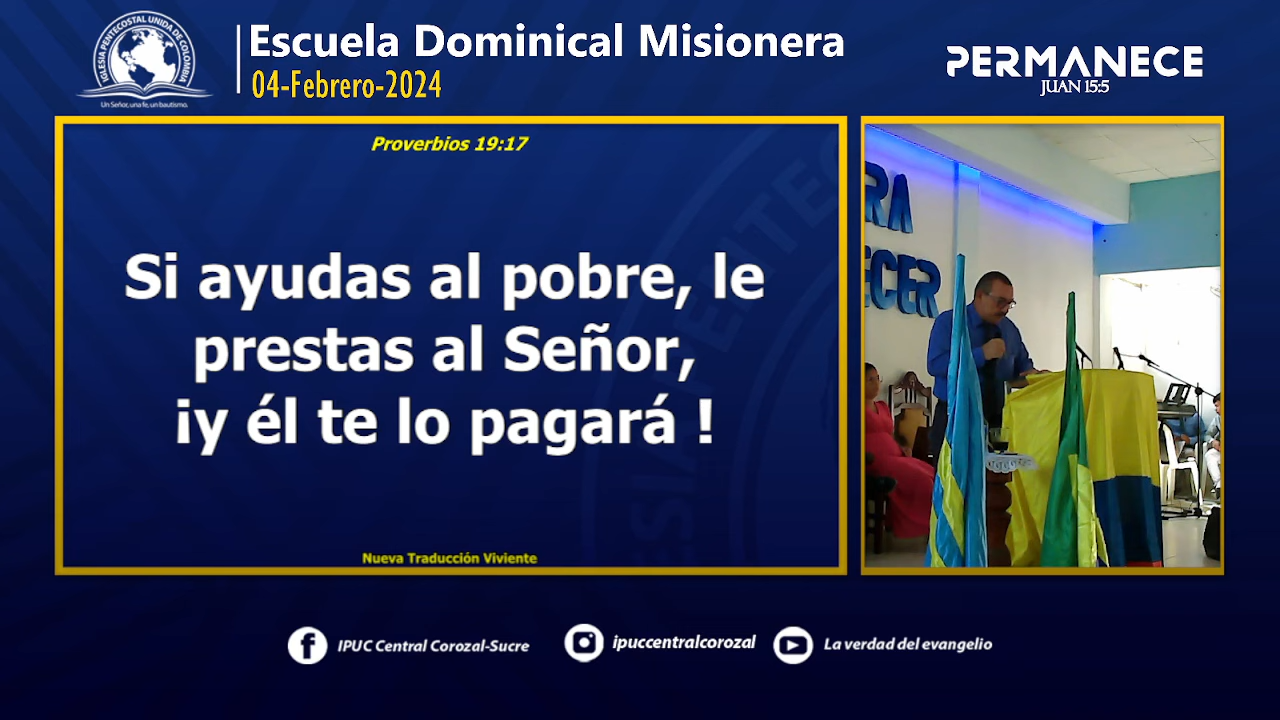 IGLESIA PENTECOSTAL UNIDA DE COLOMBIA
Un Señor, una fe, un bautismo.
Escuela Dominical Misionera
04-Febrero-2024
PERMANECE
JUAN 15:5
Proverbios 19:17
Si ayudas al pobre, le
prestas al Señor,
¡y él te lo pagará !
Nueva Traducción Viviente
RA
ECER
IPUC Central Corozal-Sucre
ipuccentralcorozal
La verdad del evangelio